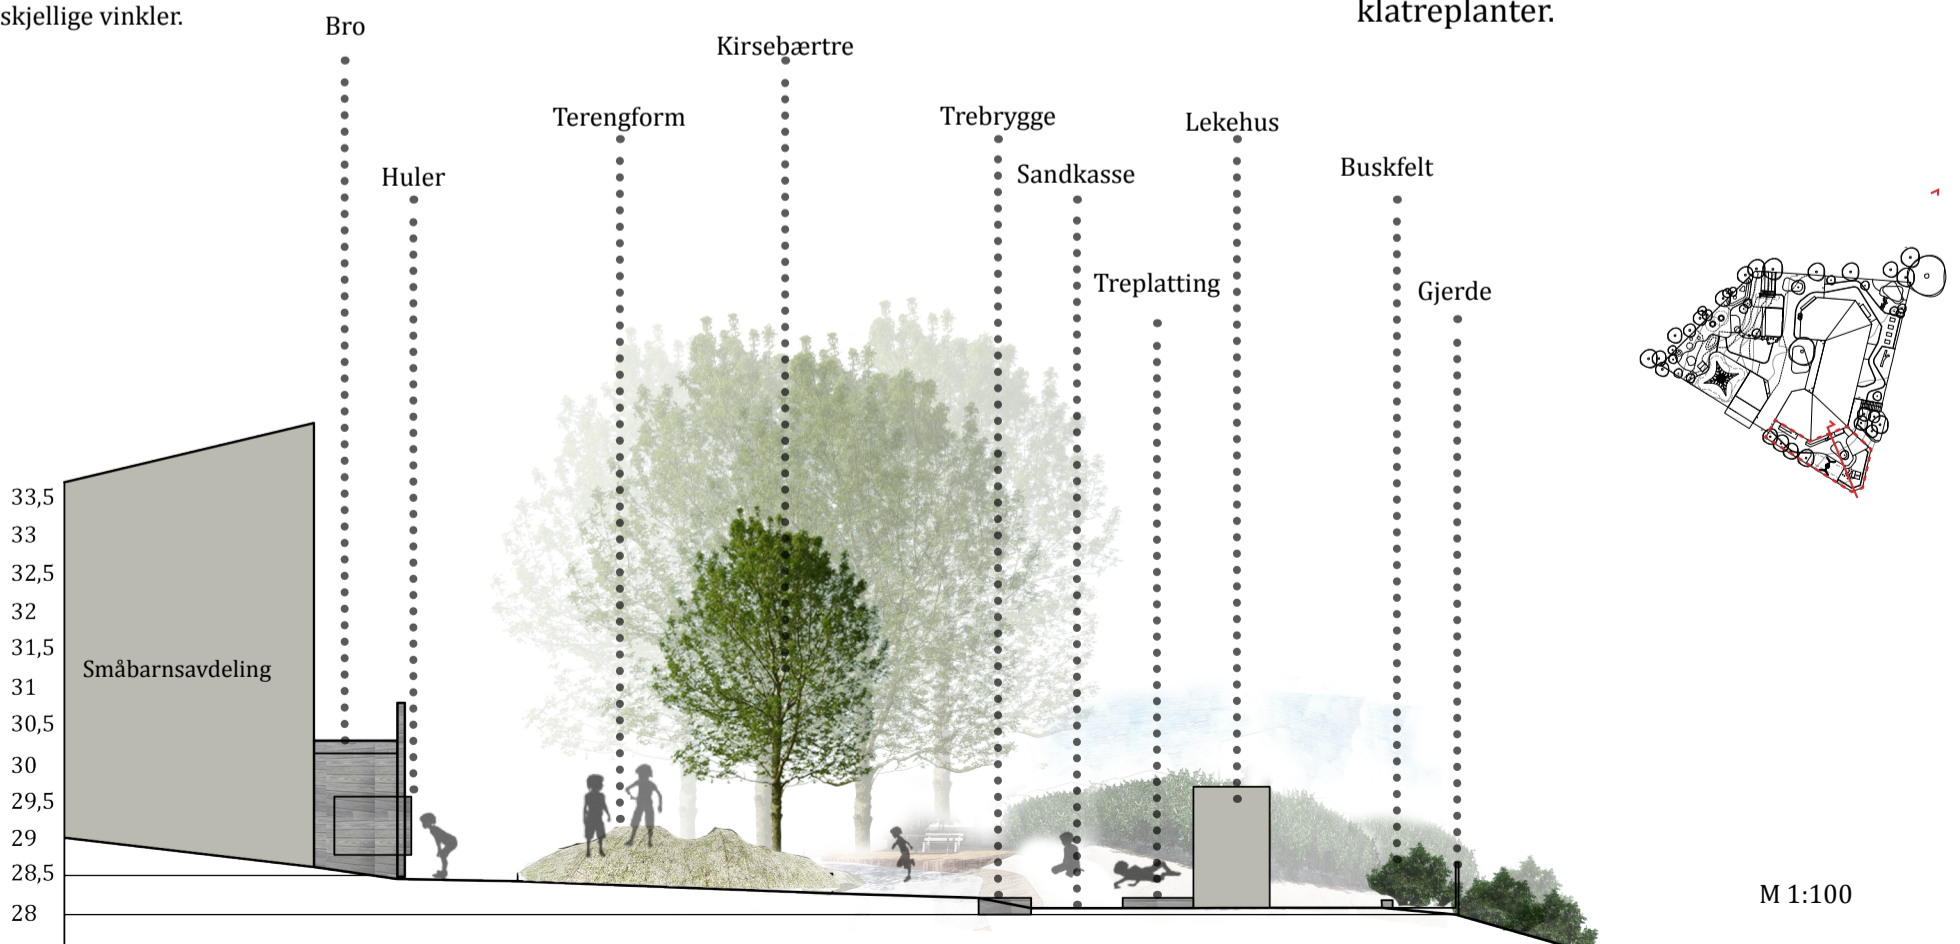 skjellige vinkler.
klatreplanter.
Bro
Kirsebærtre
Terengform
Trebrygge
Lekehus
Huler
Sandkasse
Buskfelt
Treplatting
Gjerde
33,5
33
32,5
32
31,5
Småbarnsavdeling
31
30,5
30
29,5
29
28,5
28
M 1:100